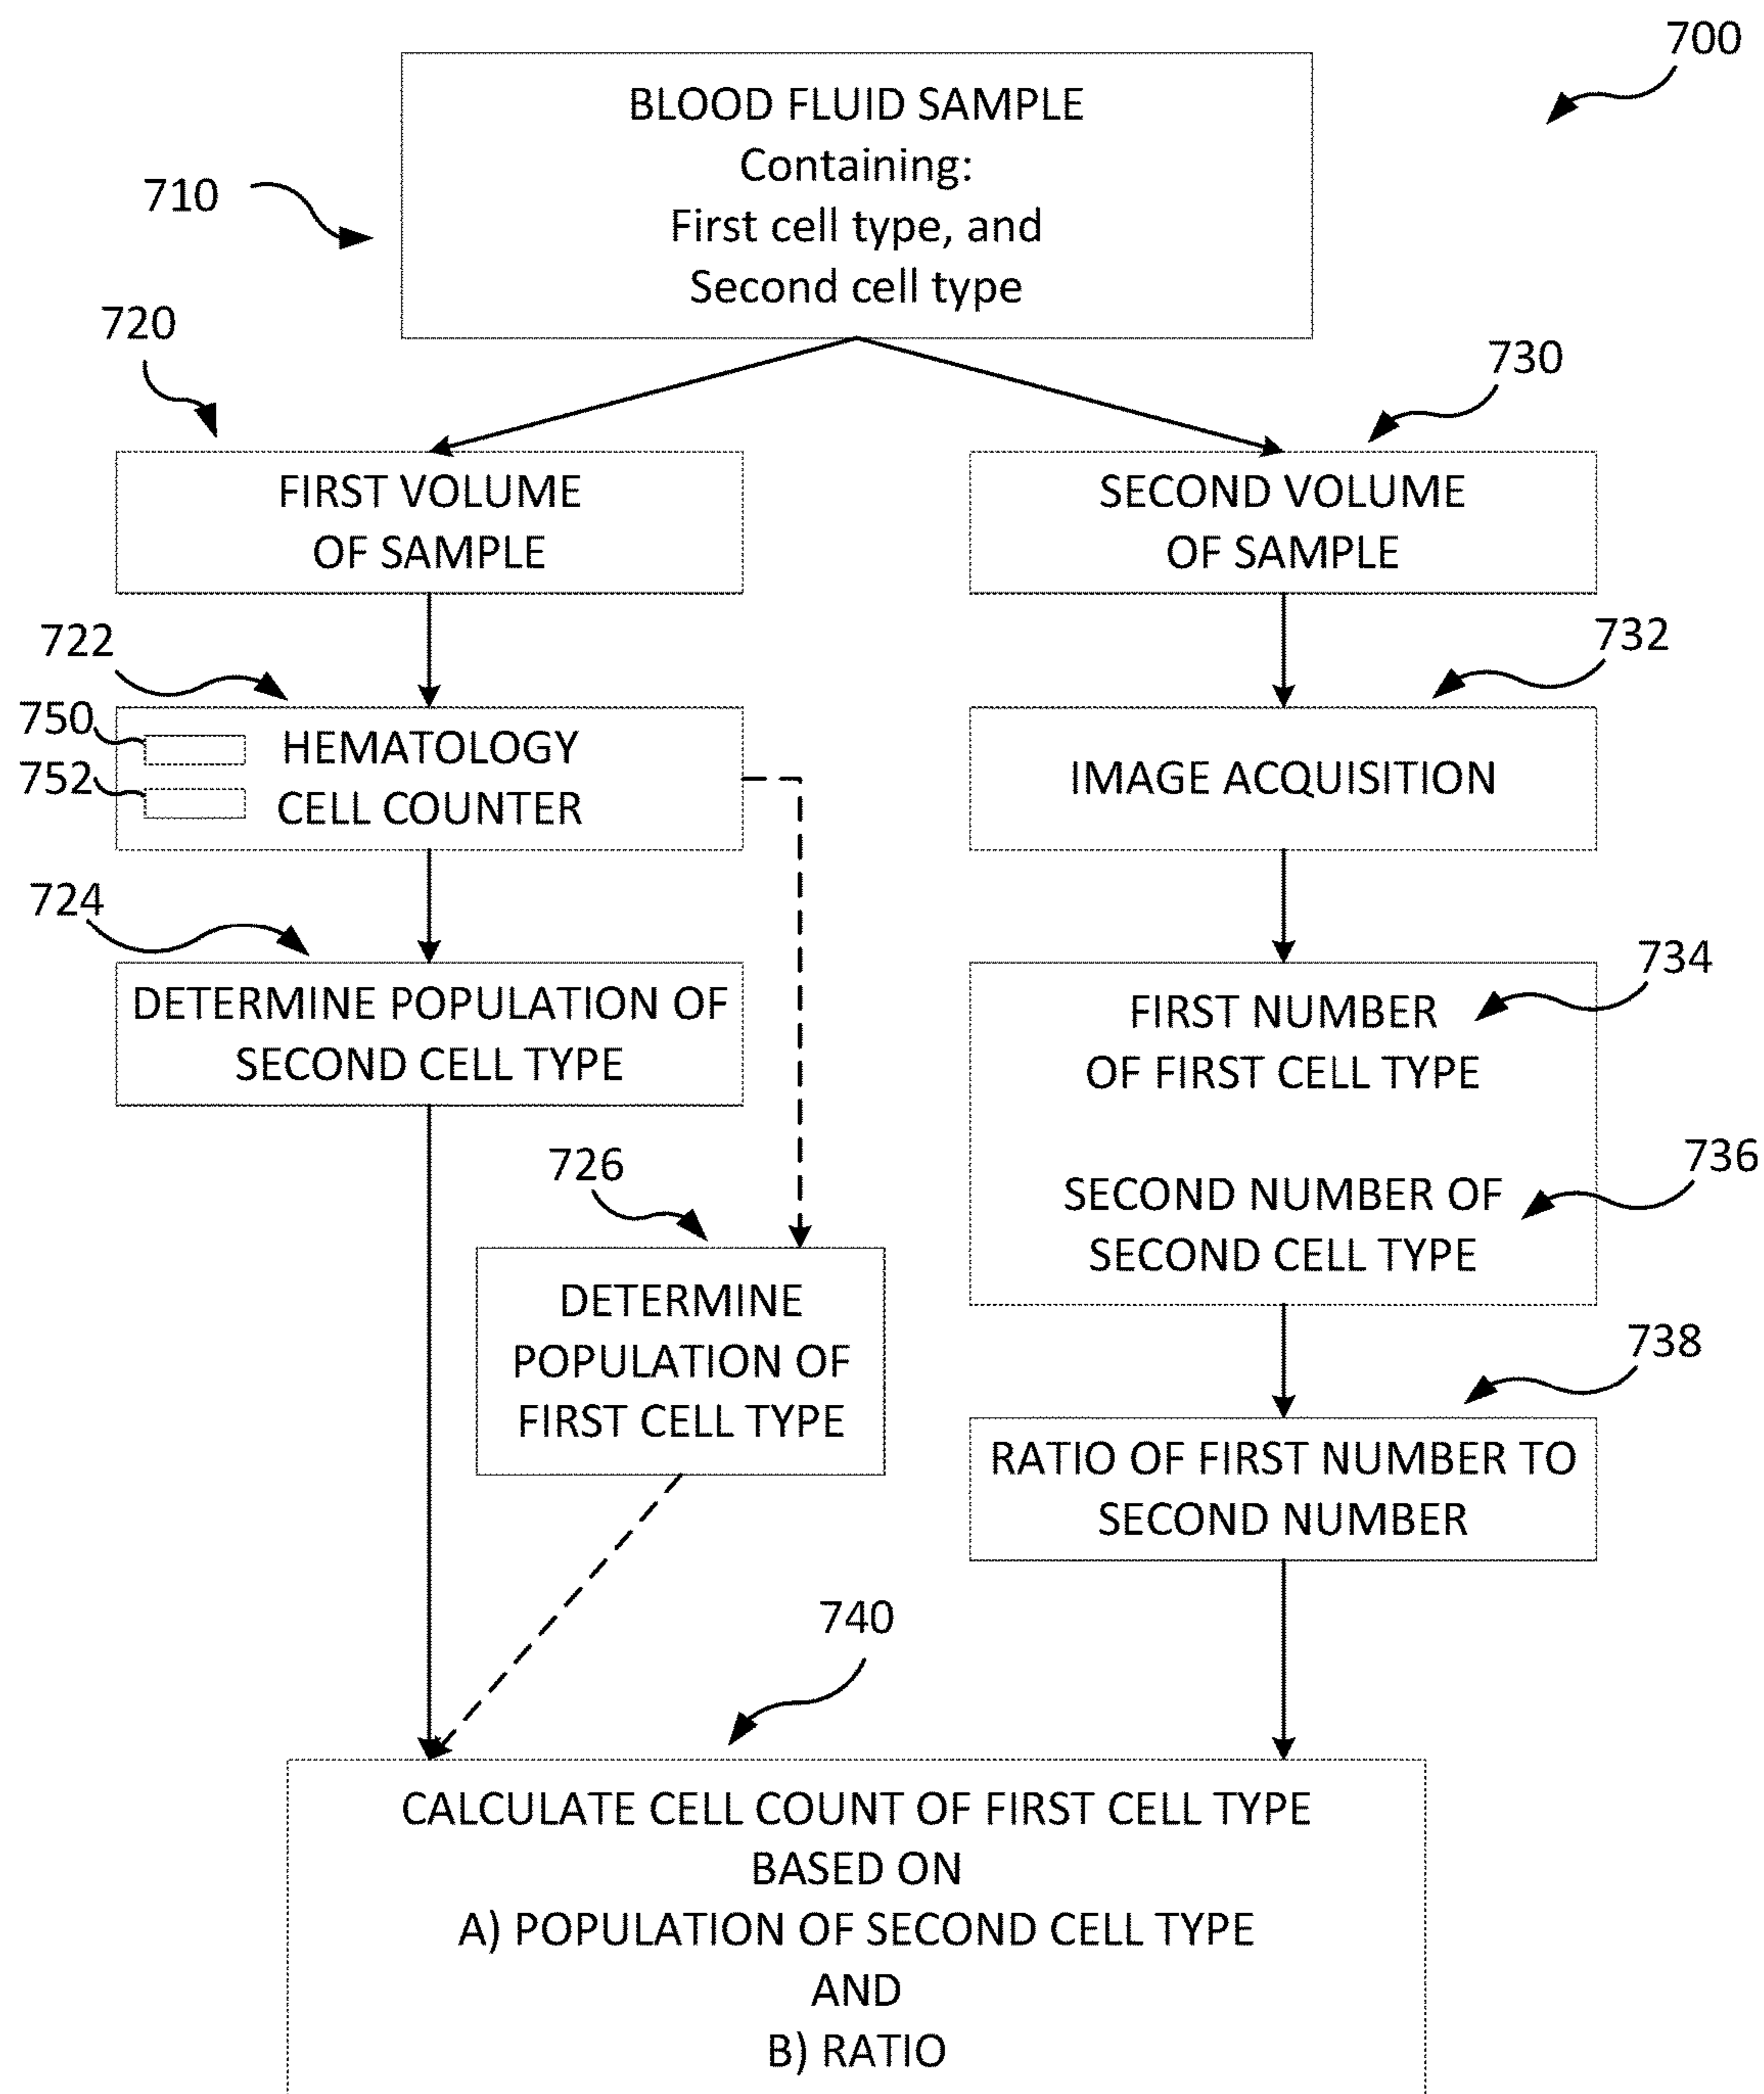 700
BLOOD FLUID SAMPLE
Containing:
First cell type, and
Second cell type
710
720
730
FIRST VOLUME
OF SAMPLE
SECOND VOLUME
OF SAMPLE
722
732
750
752
HEMATOLOGY
CELL COUNTER
IMAGE ACQUISITION
724
734
DETERMINE POPULATION OF
SECOND CELL TYPE
FIRST NUMBER
OF FIRST CELL TYPE
736
SECOND NUMBER OF
SECOND CELL TYPE
726
DETERMINE
POPULATION OF
FIRST CELL TYPE
738
RATIO OF FIRST NUMBER TO
SECOND NUMBER
740
CALCULATE CELL COUNT OF FIRST CELL TYPE
BASED ON
A) POPULATION OF SECOND CELL TYPE
AND
B) RATIO